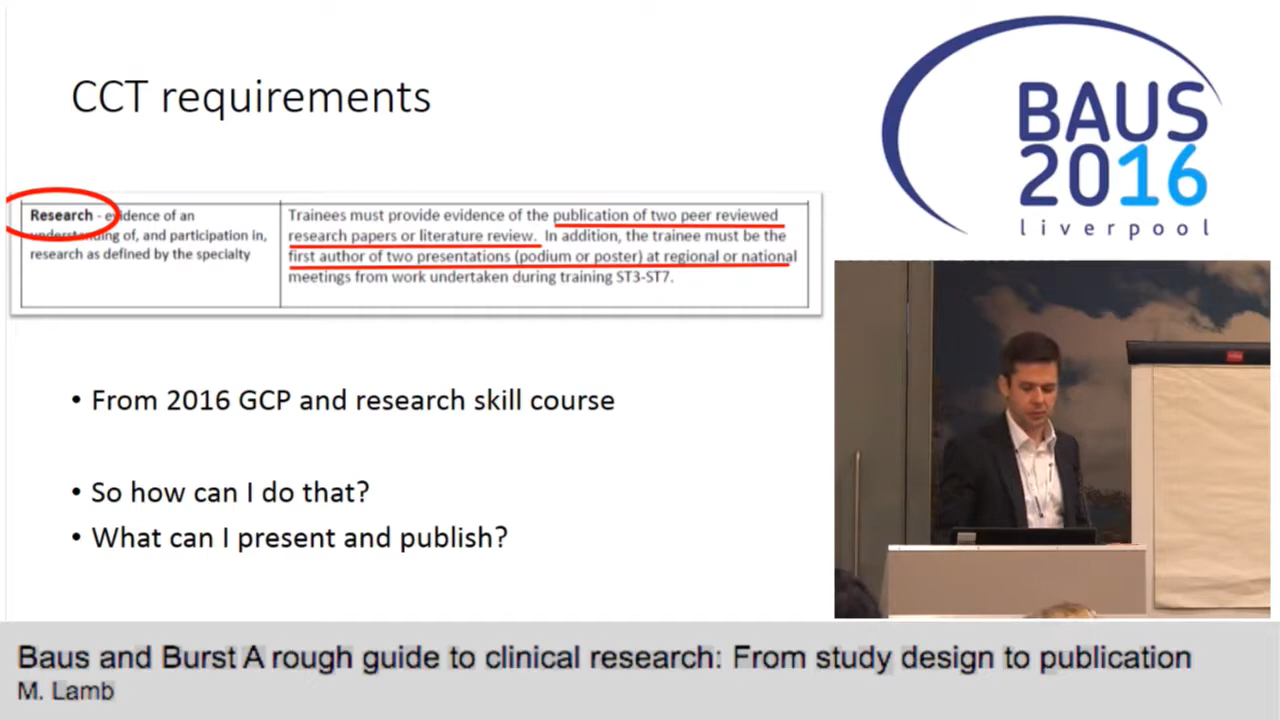 CCT requirements
BAUS
2016
liverpool
Research - evidence of an
understanding of, and participation in,
research as defined by the specialty
Trainees must provide evidence of the publication of two peer reviewed
research papers or literature review. In addition, the trainee must be the
first author of two presentations (podium or poster) at regional or national
meetings from work undertaken during training ST3-ST7.
• From 2016 GCP and research skill course
• So how can I do that?
• What can I present and publish?
Baus and Burst A rough guide to clinical research: From study design to publication
M. Lamb